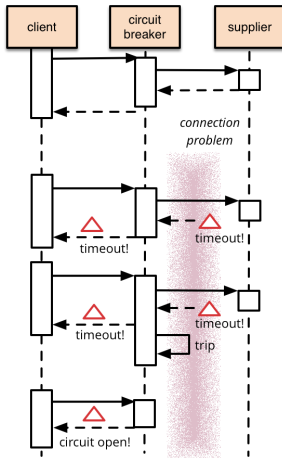 client
circuit
breaker
supplier
connection
problem
timeout!
timeout!
timeout!
timeout!
trip
circuit open!